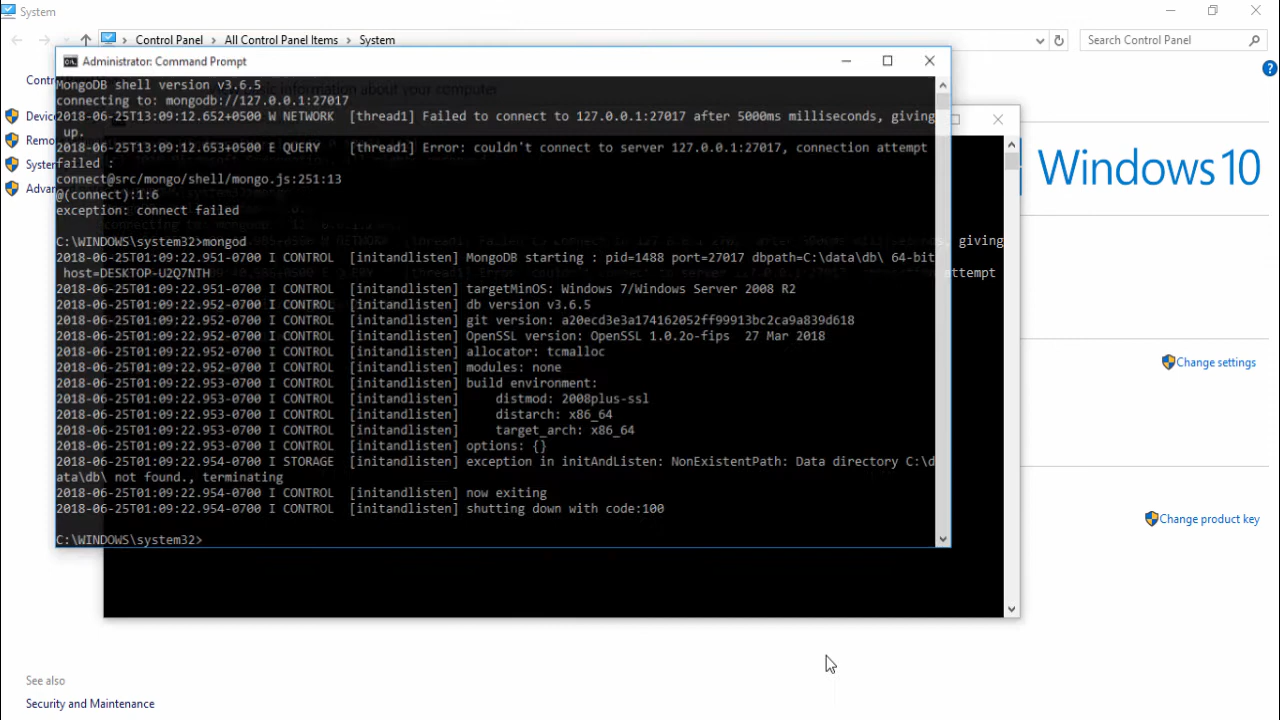 System
Control Panel
All Control Panel Items
System
Search Control Panel
Administrator: Command Prompt
MongoDB shell version v3.6.5
connecting to: mongodb://127.0.0.1:27017
2018-06-25T13:09:12.652+0500 W NETWORK  [thread1] Failed to connect to 127.0.0.1:27017 after 5000ms milliseconds, giving
 up.
2018-06-25T13:09:12.653+0500 E QUERY    [thread1] Error: couldn't connect to server 127.0.0.1:27017, connection attempt
failed :
connect@src/mongo/shell/mongo.js:251:13
@(connect):1:6
exception: connect failed
C:\WINDOWS\system32>mongod
2018-06-25T01:09:22.951-0700 I CONTROL  [initandlisten] MongoDB starting : pid=1488 port=27017 dbpath=C:\data\db\ 64-bit
 host=DESKTOP-U2Q7NTH
2018-06-25T01:09:22.951-0700 I CONTROL  [initandlisten] targetMinOS: Windows 7/Windows Server 2008 R2
2018-06-25T01:09:22.952-0700 I CONTROL  [initandlisten] db version v3.6.5
2018-06-25T01:09:22.952-0700 I CONTROL  [initandlisten] git version: a20ecd3e3a174162052ff99913bc2ca9a839d618
2018-06-25T01:09:22.952-0700 I CONTROL  [initandlisten] OpenSSL version: OpenSSL 1.0.2o-fips  27 Mar 2018
2018-06-25T01:09:22.952-0700 I CONTROL  [initandlisten] allocator: tcmalloc
2018-06-25T01:09:22.952-0700 I CONTROL  [initandlisten] modules: none
2018-06-25T01:09:22.953-0700 I CONTROL  [initandlisten] build environment:
2018-06-25T01:09:22.953-0700 I CONTROL  [initandlisten]     distmod: 2008plus-ssl
2018-06-25T01:09:22.953-0700 I CONTROL  [initandlisten]     distarch: x86_64
2018-06-25T01:09:22.953-0700 I CONTROL  [initandlisten]     target_arch: x86_64
2018-06-25T01:09:22.953-0700 I CONTROL  [initandlisten] options: {}
2018-06-25T01:09:22.954-0700 I STORAGE  [initandlisten] exception in initAndListen: NonExistentPath: Data directory C:\d
ata\db\ not found., terminating
2018-06-25T01:09:22.954-0700 I CONTROL  [initandlisten] now exiting
2018-06-25T01:09:22.954-0700 I CONTROL  [initandlisten] shutting down with code:100
C:\WINDOWS\system32>
giving
attempt
Windows 10
Change settings
Change product key
See also
Security and Maintenance